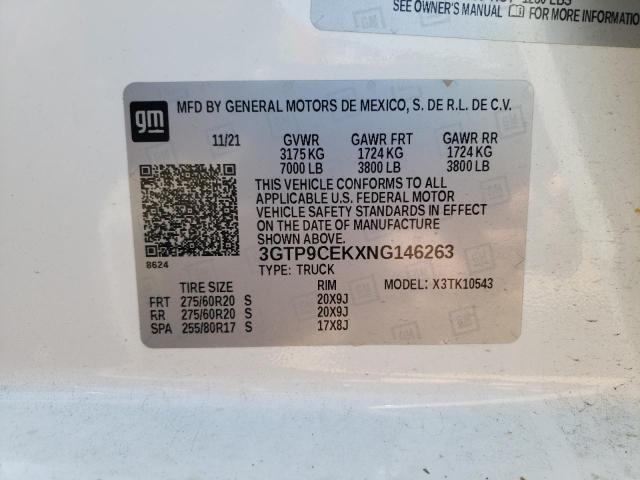 SEE OWNER'S MANUAL FOR MORE INFORMATIO
gm
MFD BY GENERAL MOTORS DE MEXICO, S. DE R.L. DE C.V.
11/21 GVWR GAWR FRT GAWR RR
3175 KG 1724 KG 1724 KG
7000 LB 3800 LB 3800 LB
THIS VEHICLE CONFORMS TO ALL
APPLICABLE U.S. FEDERAL MOTOR
VEHICLE SAFETY STANDARDS IN EFFECT
ON THE DATE OF MANUFACTURE
SHOWN ABOVE.
8624
3GTP9CEKXNG146263
TYPE: TRUCK MODEL: X3TK10543
TIRE SIZE RIM
FRT 275/60R20 S 20X9J
RR 275/60R20 S 20X9J
SPA 255/80R17 S 17X8J